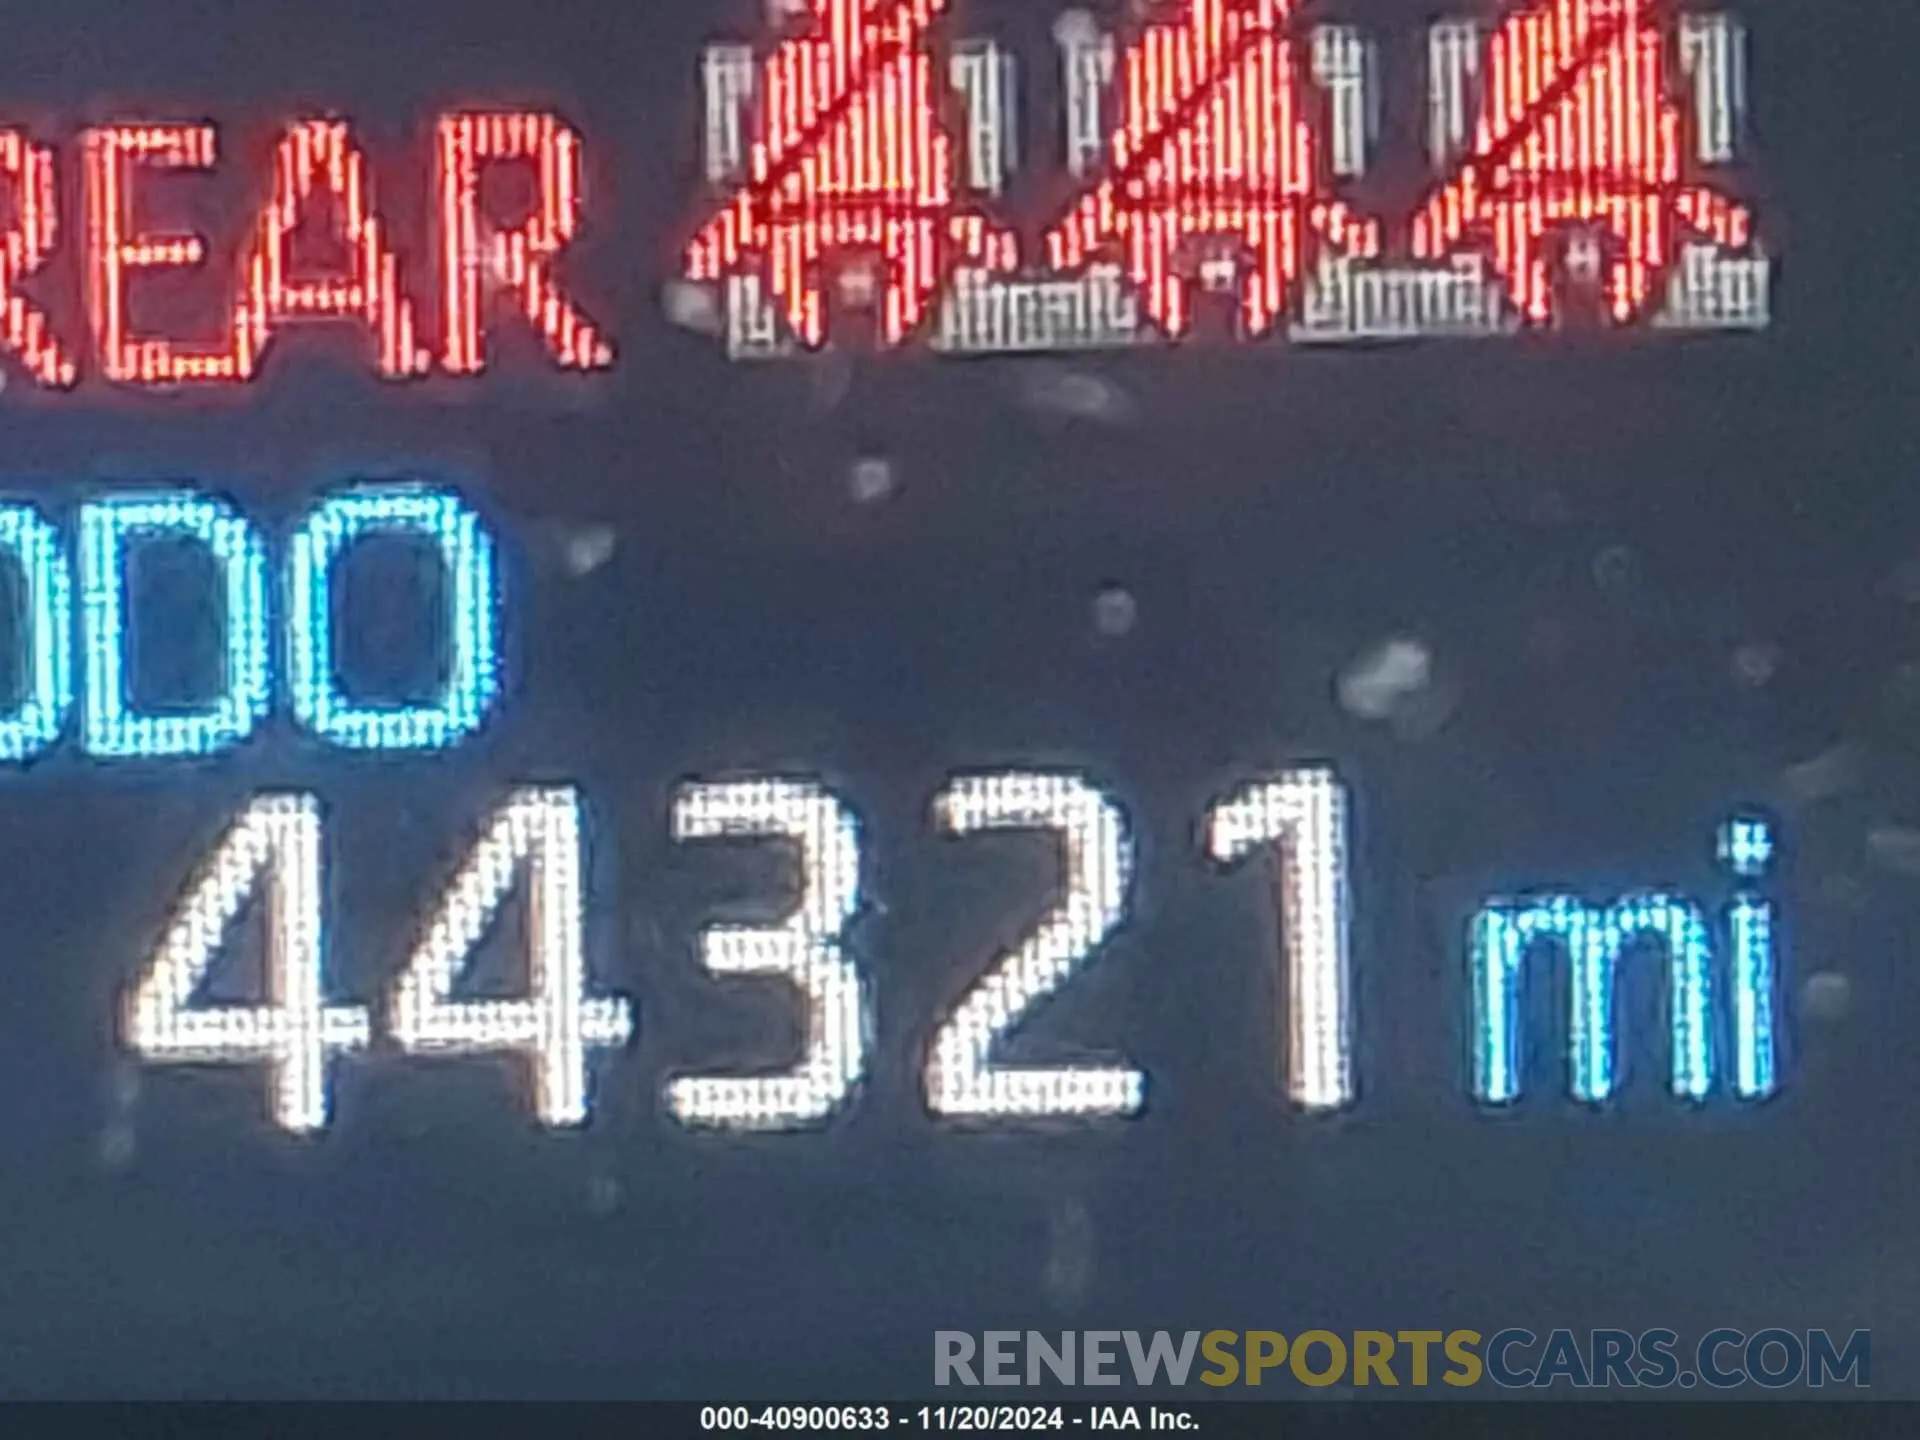 REAR
ODO
44321 mi
RENEWSPORTSCARS.COM
000-40900633 - 11/20/2024 - IAA Inc.